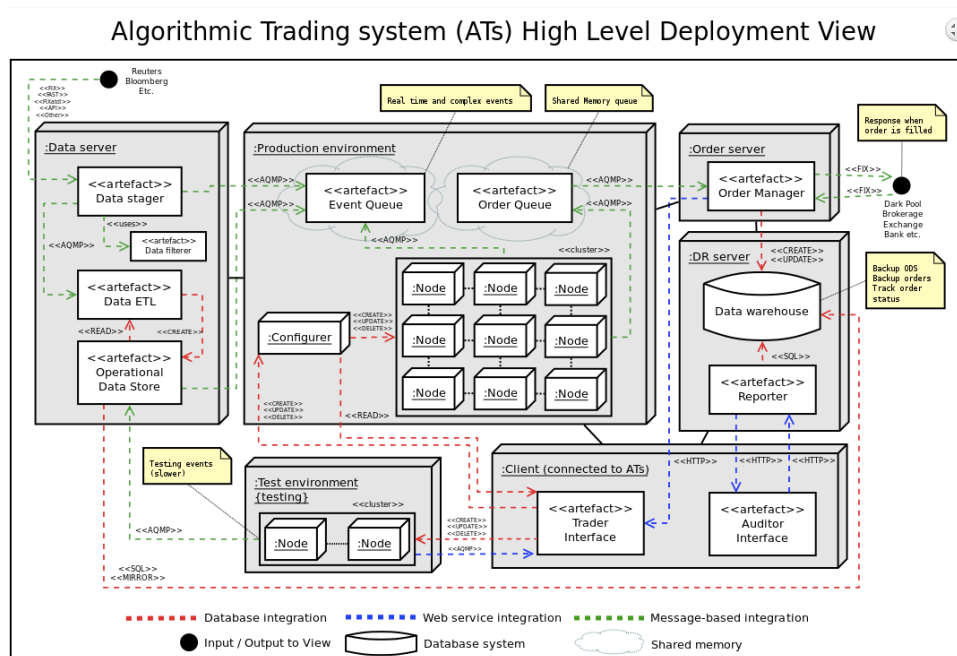 Algorithmic Trading system (ATs) High Level Deployment View
Reuters
Bloomberg
Etc.
<<FIX>>
<<FAST>>
<<FIXatdl>>
<<API>>
<<Other>>
Real time and complex events
Shared Memory queue
Response when
order is filled
:Data server
:Production environment
:Order server
<<artefact>>
Data stager
<<AQMP>>
<<AQMP>>
<<artefact>>
Event Queue
<<artefact>>
Order Queue
<<AQMP>>
<<AQMP>>
<<artefact>>
Order Manager
<<FIX>>
<<FIX>>
Dark Pool
Brokerage
Exchange
Bank etc.
<<uses>>
<<AQMP>>
<<artefact>>
Data filterer
<<AQMP>>
<<cluster>>
<<CREATE>>
<<UPDATE>>
:DR server
Backup ODS
Backup orders
Track order
status
<<artefact>>
Data ETL
:Node
:Node
:Node
Data warehouse
<<READ>>
<<CREATE>>
:Configurer
<<CREATE>>
<<UPDATE>>
<<DELETE>>
:Node
:Node
:Node
<<artefact>>
Operational
Data Store
<<SQL>>
<<artefact>>
Reporter
:Node
:Node
:Node
<<CREATE>>
<<UPDATE>>
<<DELETE>>
<<READ>>
Testing events
(slower)
:Test environment
{testing}
<<cluster>>
:Client (connected to ATs)
<<HTTP>>
<<HTTP>>
<<HTTP>>
<<AQMP>>
:Node
:Node
<<CREATE>>
<<UPDATE>>
<<DELETE>>
<<AQMP>>
<<artefact>>
Trader
Interface
<<artefact>>
Auditor
Interface
<<SQL>>
<<MIRROR>>
Database integration
Web service integration
Message-based integration
Input / Output to View
Database system
Shared memory